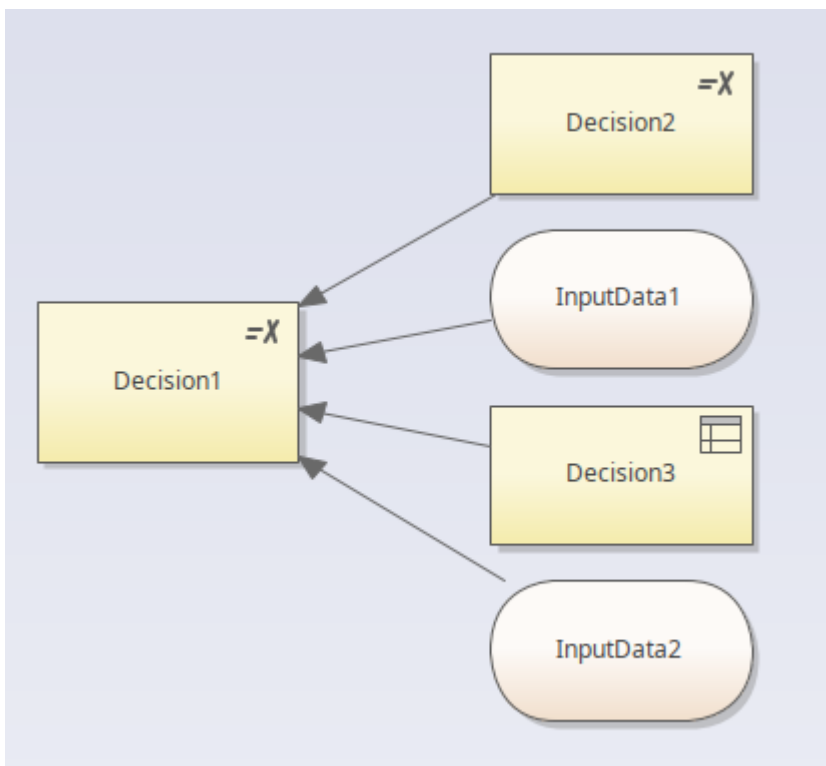 =X
Decision2
InputData1
=X
Decision1
Decision3
InputData2